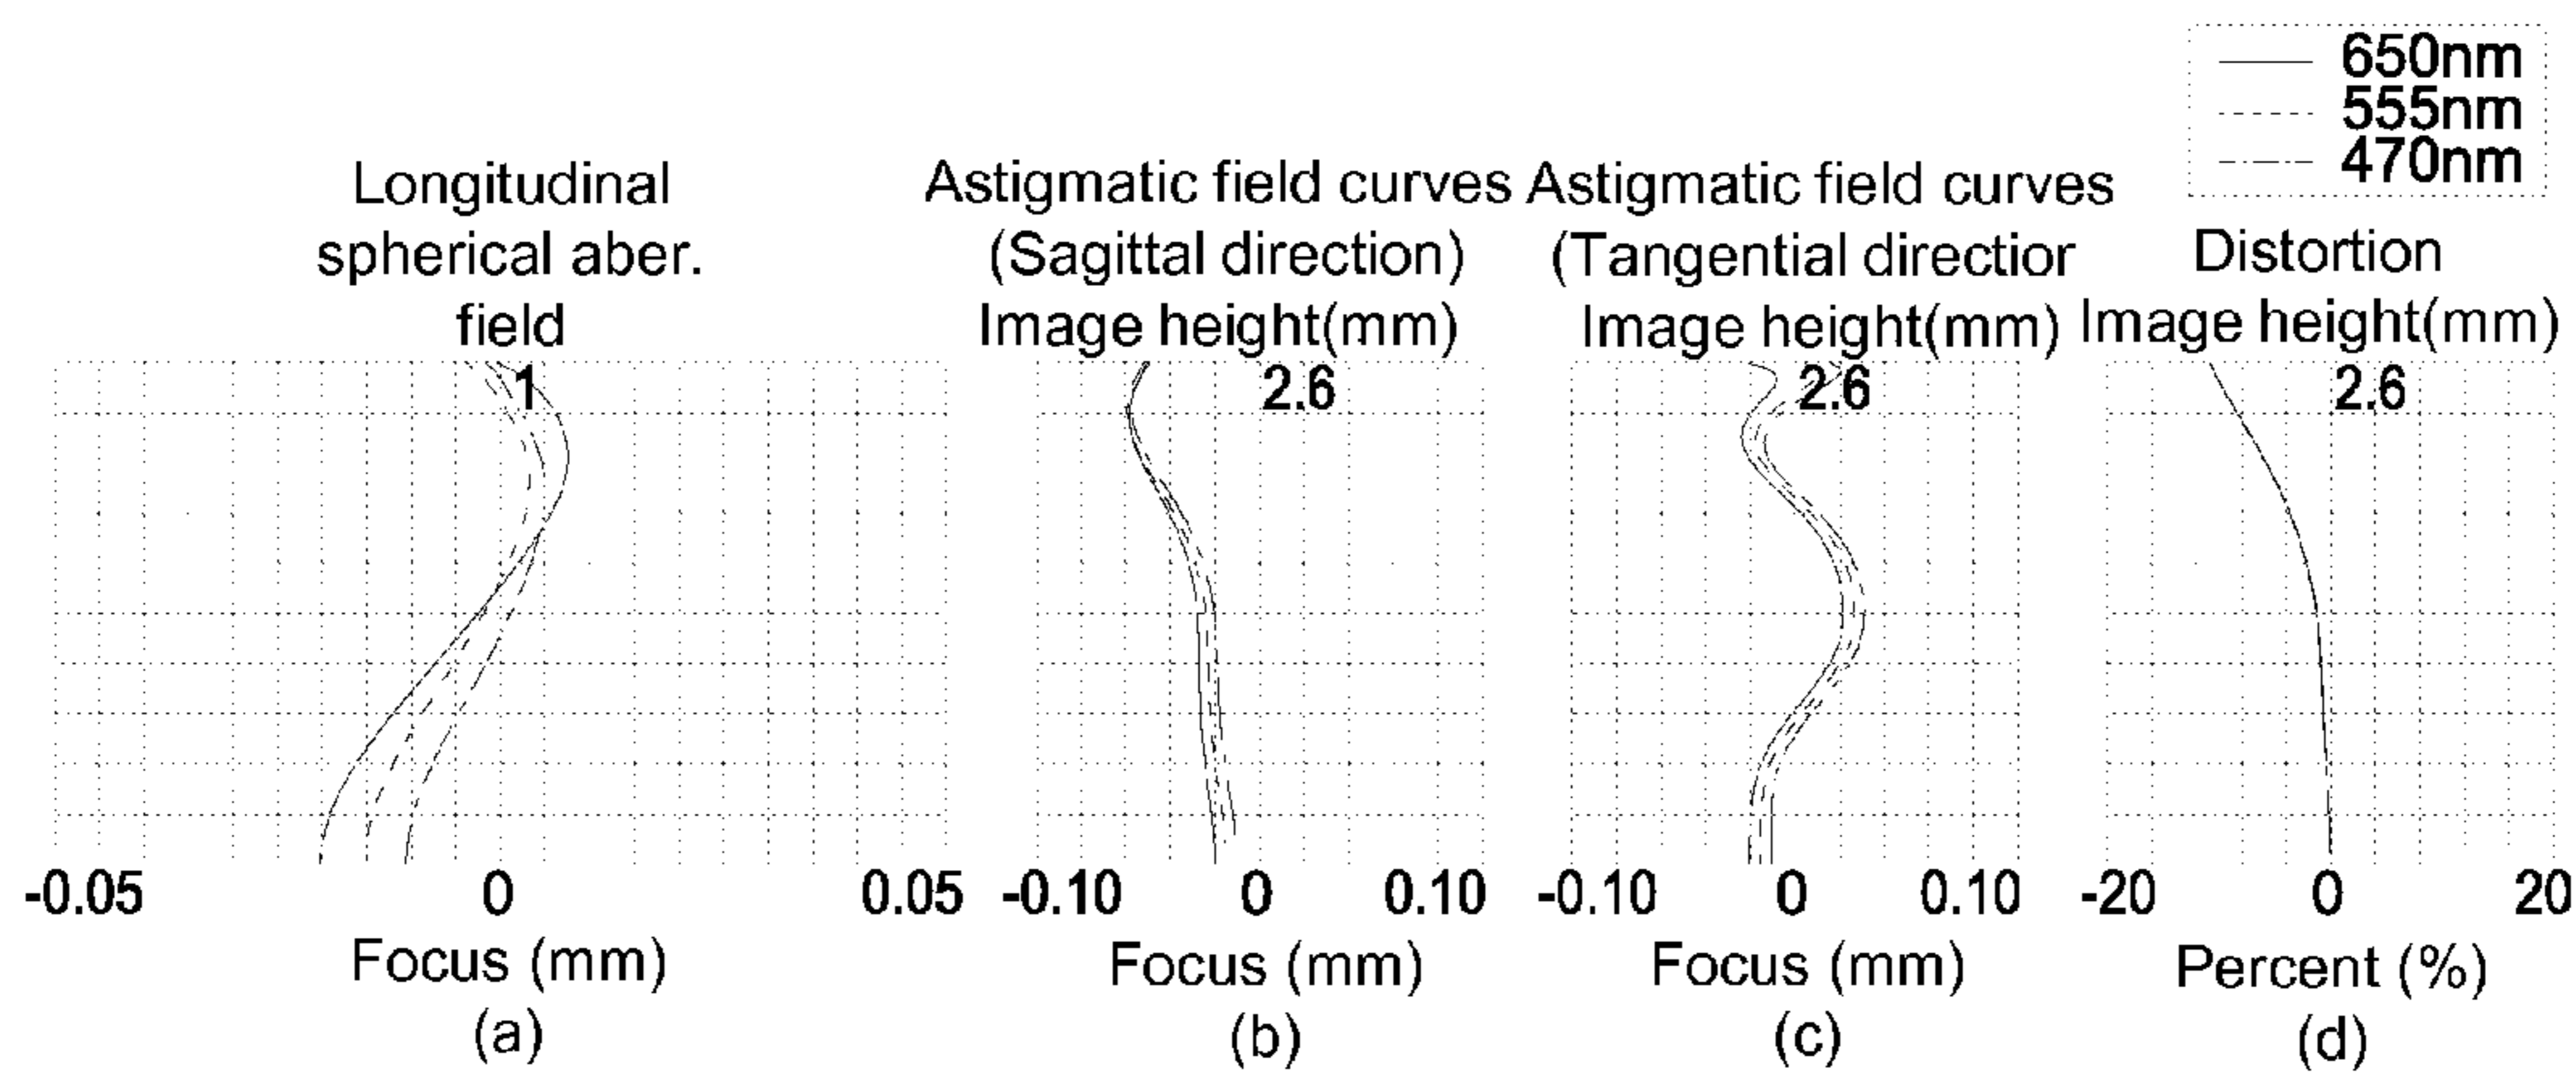 650nm
555nm
470nm
Longitudinal
spherical aber.
field
1
-0.05 0 0.05
Focus (mm)
(a)
Astigmatic field curves
(Sagittal direction)
Image height(mm)
2.6
-0.10 0 0.10
Focus (mm)
(b)
Astigmatic field curves
(Tangential directior
Image height(mm)
2.6
-0.10 0 0.10
Focus (mm)
(c)
Distortion
Image height(mm)
2.6
-20 0 20
Percent (%)
(d)